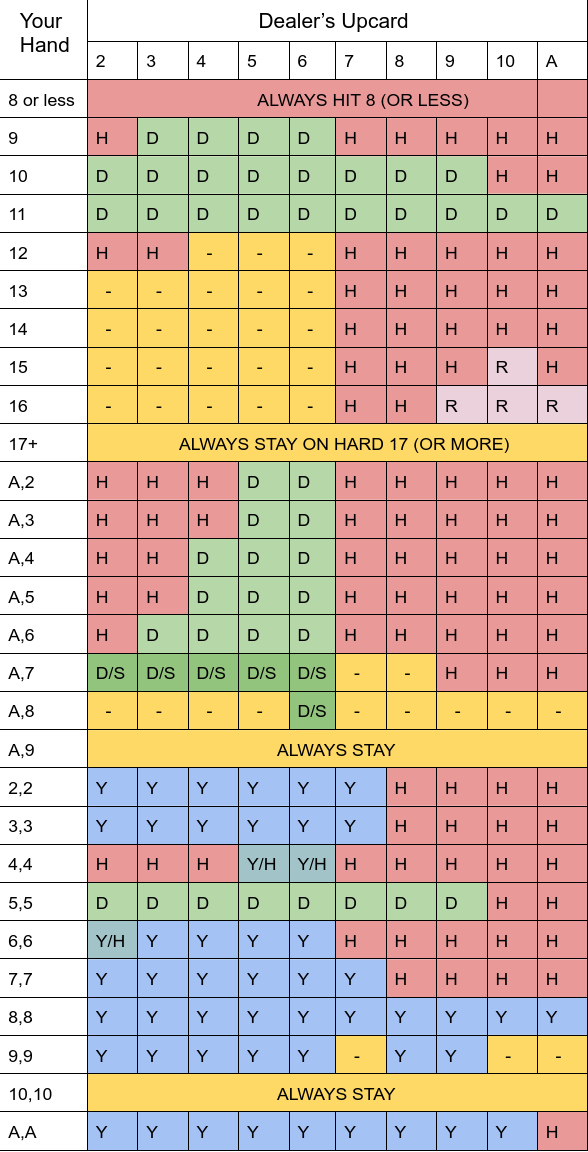 Your Hand Dealer’s Upcard
2 3 4 5 6 7 8 9 10 A
8 or less ALWAYS HIT 8 (OR LESS)
9 H D D D D H H H H H
10 D D D D D D D D H H
11 D D D D D D D D D D
12 H H - - - H H H H H
13 - - - - - H H H H H
14 - - - - - H H H H H
15 - - - - - H H H R H
16 - - - - - H H R R R
17+ ALWAYS STAY ON HARD 17 (OR MORE)
A,2 H H H D D H H H H H
A,3 H H H D D H H H H H
A,4 H H D D D H H H H H
A,5 H H D D D H H H H H
A,6 H D D D D H H H H H
A,7 D/S D/S D/S D/S D/S - - H H H
A,8 - - - - D/S - - - - -
A,9 ALWAYS STAY
2,2 Y Y Y Y Y Y H H H H
3,3 Y Y Y Y Y Y H H H H
4,4 H H H Y/H Y/H H H H H H
5,5 D D D D D D D D H H
6,6 Y/H Y Y Y Y H H H H H
7,7 Y Y Y Y Y Y H H H H
8,8 Y Y Y Y Y Y Y Y Y Y
9,9 Y Y Y Y Y - Y Y - -
10,10 ALWAYS STAY
A,A Y Y Y Y Y Y Y Y Y H